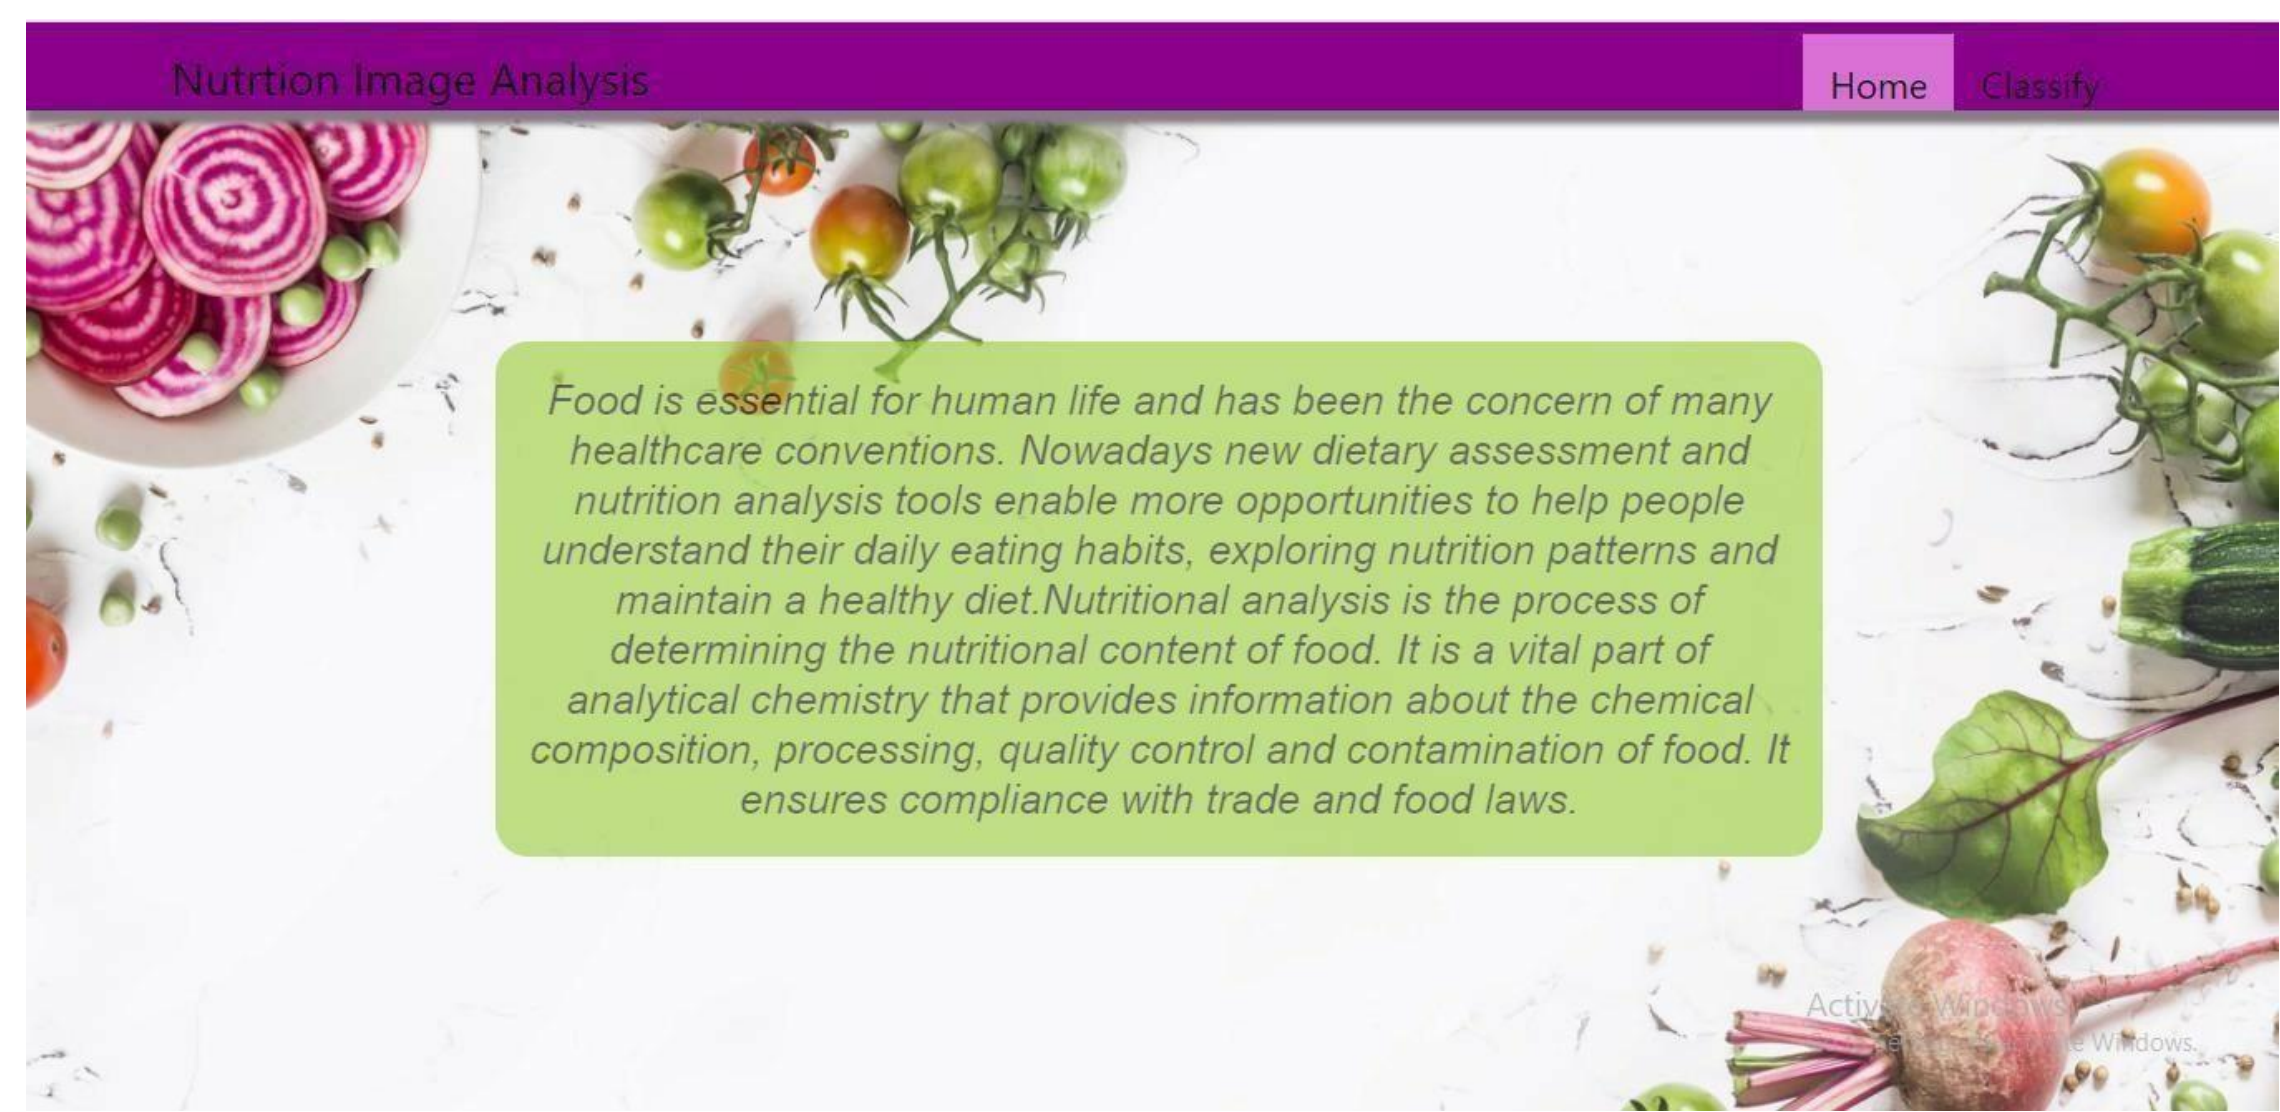 Nutrtion Image Analysis
Home
Classify
Food is essential for human life and has been the concern of many
healthcare conventions. Nowadays new dietary assessment and
nutrition analysis tools enable more opportunities to help people
understand their daily eating habits, exploring nutrition patterns and
maintain a healthy diet.Nutritional analysis is the process of
determining the nutritional content of food. It is a vital part of
analytical chemistry that provides information about the chemical
composition, processing, quality control and contamination of food. It
ensures compliance with trade and food laws.
Activate Windows
Windows.